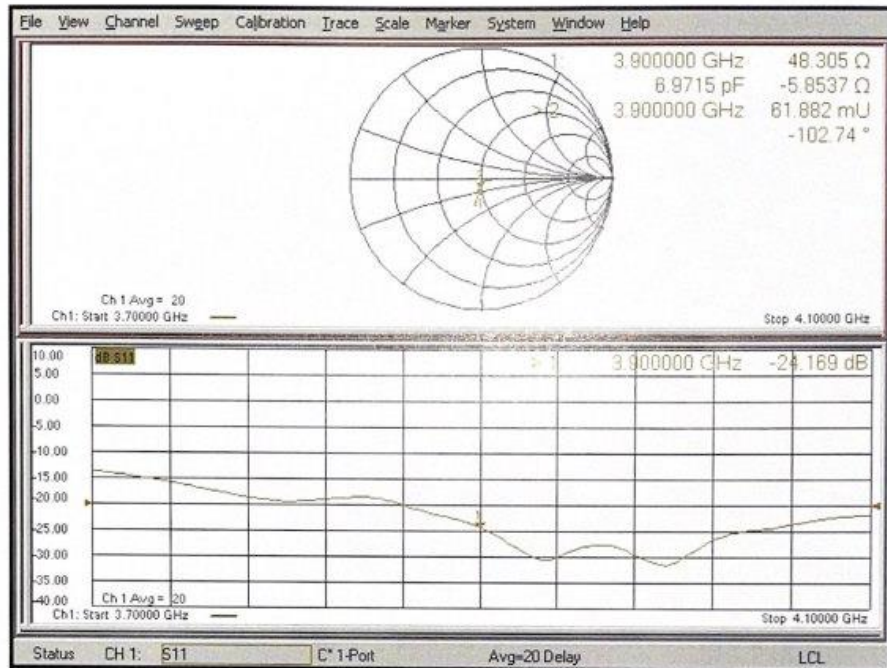 File View Channel Sweep Calibration Trace Scale Marker System Window Help
1: 3.900000 GHz 48.305 Ω
6.9715 pF -5.8537 Ω
> 2: 3.900000 GHz 61.882 mU
-102.74 °
Ch 1 Avg = 20
Ch1: Start 3.70000 GHz
Stop 4.10000 GHz
10.00
dB S11
> 1: 3.900000 GHz -24.169 dB
5.00
0.00
-5.00
-10.00
-15.00
-20.00
-25.00
-30.00
-35.00
-40.00
1
Ch 1 Avg = 20
Ch1: Start 3.70000 GHz
Stop 4.10000 GHz
Status CH 1: S11 C* 1-Port Avg=20 Delay LCL